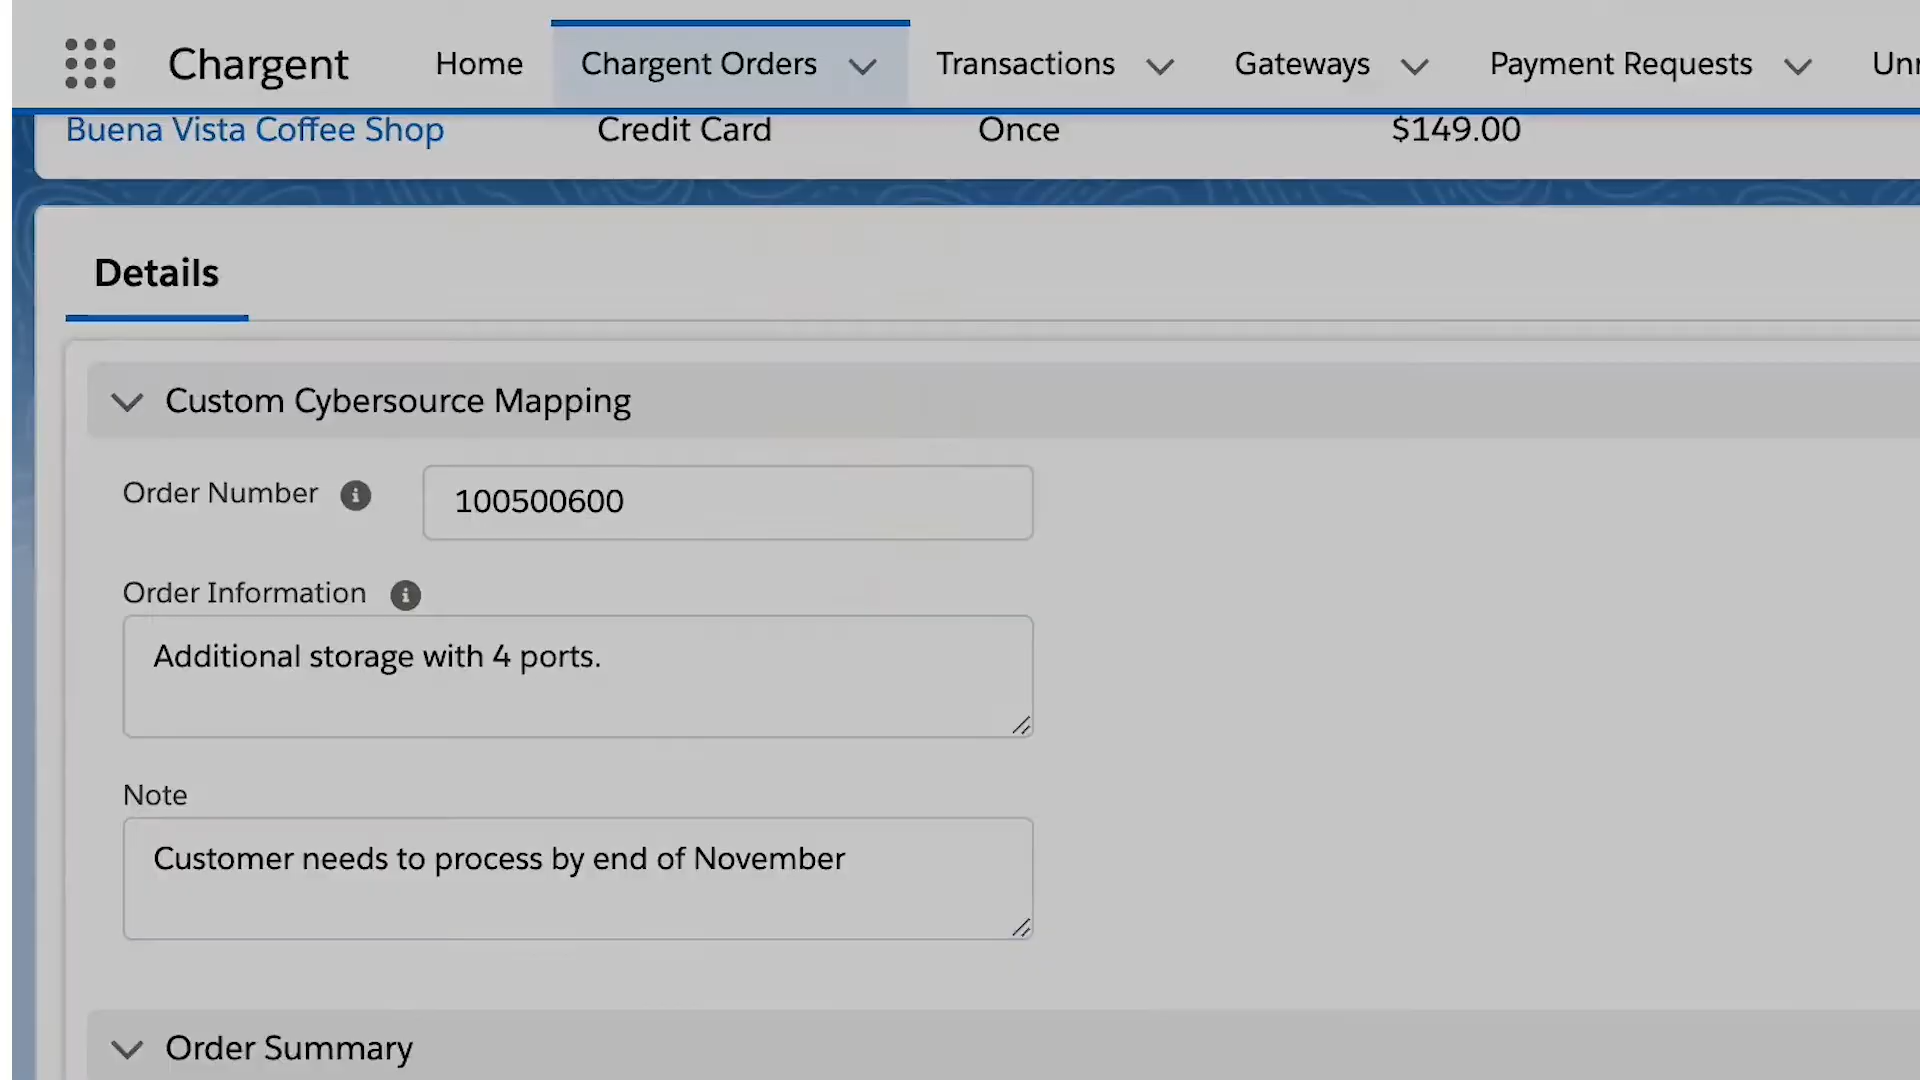 Chargent Home Chargent Orders Transactions Gateways Payment Requests
Buena Vista Coffee Shop Credit Card Once $149.00
Details
Custom Cybersource Mapping
Order Number 100500600
Order Information
Additional storage with 4 ports.
Note
Customer needs to process by end of November
Order Summary